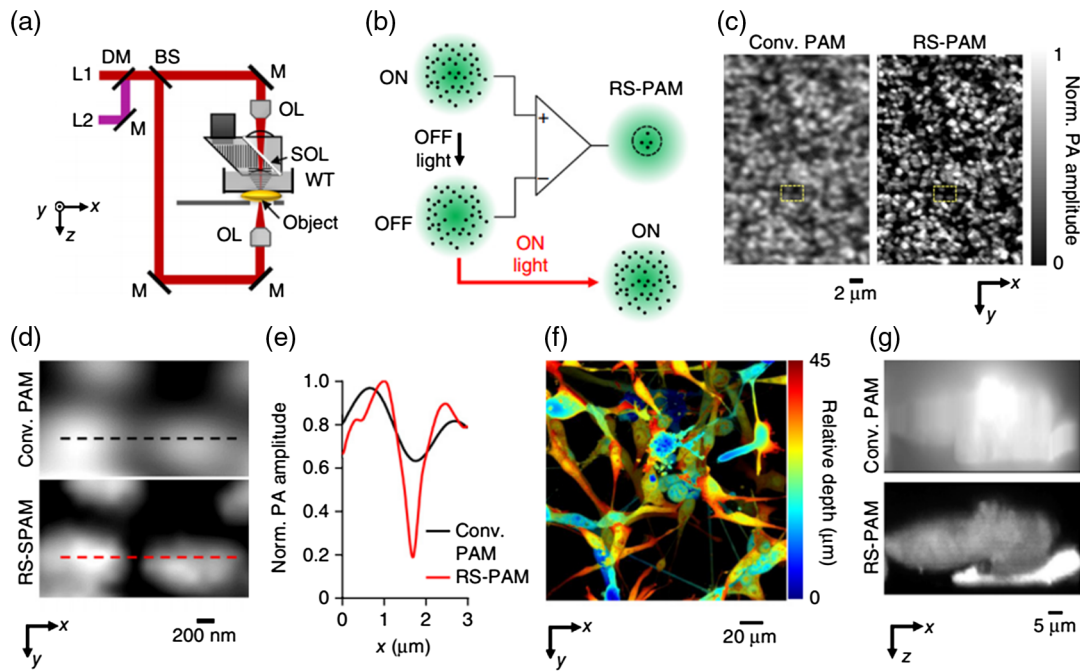 (a)
DM
BS
L1
M
L2
M
OL
SOL
WT
Object
OL
y
x
z
M
M
(b)
ON
OFF
light
OFF
+
−
RS-PAM
ON
light
ON
(c)
Conv. PAM
RS-PAM
1
0
Norm. PA amplitude
2 μm
x
y
(d)
Conv. PAM
RS-SPAM
x
y
200 nm
(e)
Norm. PA amplitude
1.0
0.8
0.6
0.4
0.2
0
Conv.
PAM
RS-PAM
0 1 2 3
x (μm)
(f)
45
Relative depth (μm)
0
x
y
20 μm
(g)
Conv. PAM
RS-PAM
x
z
5 μm